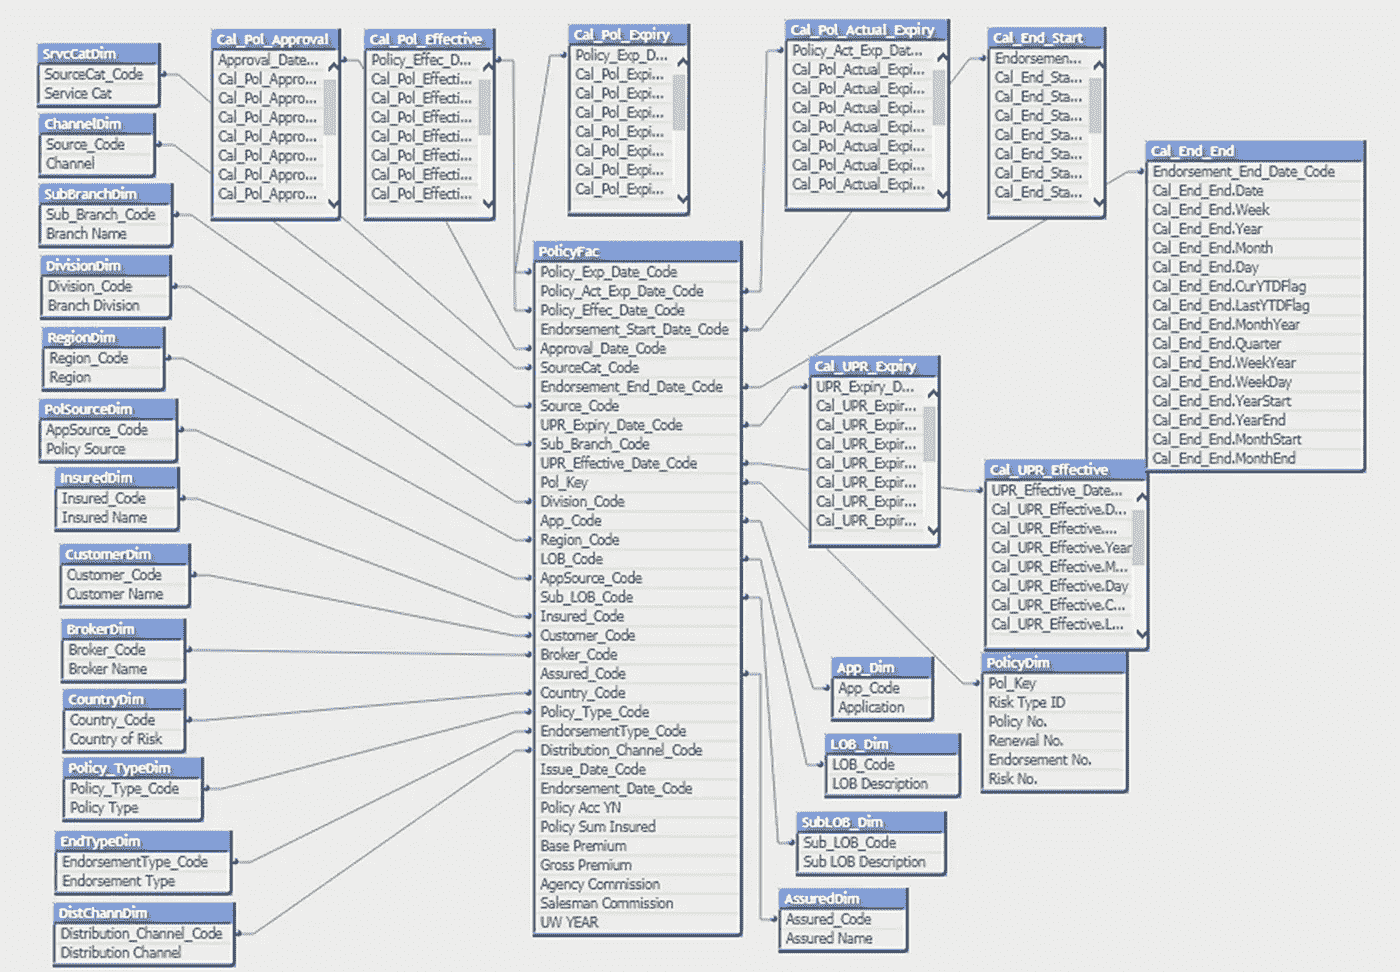 SrvcCatDim
SourceCat_Code
Service Cat
ChannelDim
Source_Code
Channel
SubBranchDim
Sub_Branch_Code
Branch Name
DivisionDim
Division_Code
Branch Division
RegionDim
Region_Code
Region
PolSourceDim
AppSource_Code
Policy Source
InsuredDim
Insured_Code
Insured Name
CustomerDim
Customer_Code
Customer Name
BrokerDim
Broker_Code
Broker Name
CountryDim
Country_Code
Country of Risk
Policy_TypeDim
Policy_Type_Code
Policy Type
EndTypeDim
EndorsementType_Code
Endorsement Type
DistChannDim
Distribution_Channel_Code
Distribution Channel
Cal_Pol_Approval
Approval_Date...
Cal_Pol_Appro...
Cal_Pol_Appro...
Cal_Pol_Appro...
Cal_Pol_Appro...
Cal_Pol_Appro...
Cal_Pol_Appro...
Cal_Pol_Appro...
Cal_Pol_Effective
Policy_Effec_D...
Cal_Pol_Effecti...
Cal_Pol_Effecti...
Cal_Pol_Effecti...
Cal_Pol_Effecti...
Cal_Pol_Effecti...
Cal_Pol_Effecti...
Cal_Pol_Effecti...
Cal_Pol_Expiry
Policy_Exp_D...
Cal_Pol_Expi...
Cal_Pol_Expi...
Cal_Pol_Expi...
Cal_Pol_Expi...
Cal_Pol_Expi...
Cal_Pol_Expi...
Cal_Pol_Expi...
Cal_Pol_Actual_Expiry
Policy_Act_Exp_Dat...
Cal_Pol_Actual_Expi...
Cal_Pol_Actual_Expi...
Cal_Pol_Actual_Expi...
Cal_Pol_Actual_Expi...
Cal_Pol_Actual_Expi...
Cal_Pol_Actual_Expi...
Cal_Pol_Actual_Expi...
Cal_End_Start
Endorsemen...
Cal_End_Sta...
Cal_End_Sta...
Cal_End_Sta...
Cal_End_Sta...
Cal_End_Sta...
Cal_End_Sta...
Cal_End_Sta...
Cal_End_End
Endorsement_End_Date_Code
Cal_End_End.Date
Cal_End_End.Week
Cal_End_End.Year
Cal_End_End.Month
Cal_End_End.Day
Cal_End_End.CurYTDFlag
Cal_End_End.LastYTDFlag
Cal_End_End.MonthYear
Cal_End_End.Quarter
Cal_End_End.WeekYear
Cal_End_End.WeekDay
Cal_End_End.YearStart
Cal_End_End.YearEnd
Cal_End_End.MonthStart
Cal_End_End.MonthEnd
PolicyFac
Policy_Exp_Date_Code
Policy_Act_Exp_Date_Code
Policy_Effec_Date_Code
Endorsement_Start_Date_Code
Approval_Date_Code
SourceCat_Code
Endorsement_End_Date_Code
Source_Code
UPR_Expiry_Date_Code
Sub_Branch_Code
UPR_Effective_Date_Code
Pol_Key
Division_Code
App_Code
Region_Code
LOB_Code
AppSource_Code
Sub_LOB_Code
Insured_Code
Customer_Code
Broker_Code
Assured_Code
Country_Code
Policy_Type_Code
EndorsementType_Code
Distribution_Channel_Code
Issue_Date_Code
Endorsement_Date_Code
Policy Acc YN
Policy Sum Insured
Base Premium
Gross Premium
Agency Commission
Salesman Commission
UW YEAR
Cal_UPR_Expiry
UPR_Expiry_D...
Cal_UPR_Expir...
Cal_UPR_Expir...
Cal_UPR_Expir...
Cal_UPR_Expir...
Cal_UPR_Expir...
Cal_UPR_Expir...
Cal_UPR_Expir...
Cal_UPR_Effective
UPR_Effective_Date...
Cal_UPR_Effective.D...
Cal_UPR_Effective....
Cal_UPR_Effective.Year
Cal_UPR_Effective.M...
Cal_UPR_Effective.Day
Cal_UPR_Effective.C...
Cal_UPR_Effective.L...
PolicyDim
Pol_Key
Risk Type ID
Policy No.
Renewal No.
Endorsement No.
Risk No.
App_Dim
App_Code
Application
LOB_Dim
LOB_Code
LOB Description
SubLOB_Dim
Sub_LOB_Code
Sub LOB Description
AssuredDim
Assured_Code
Assured Name